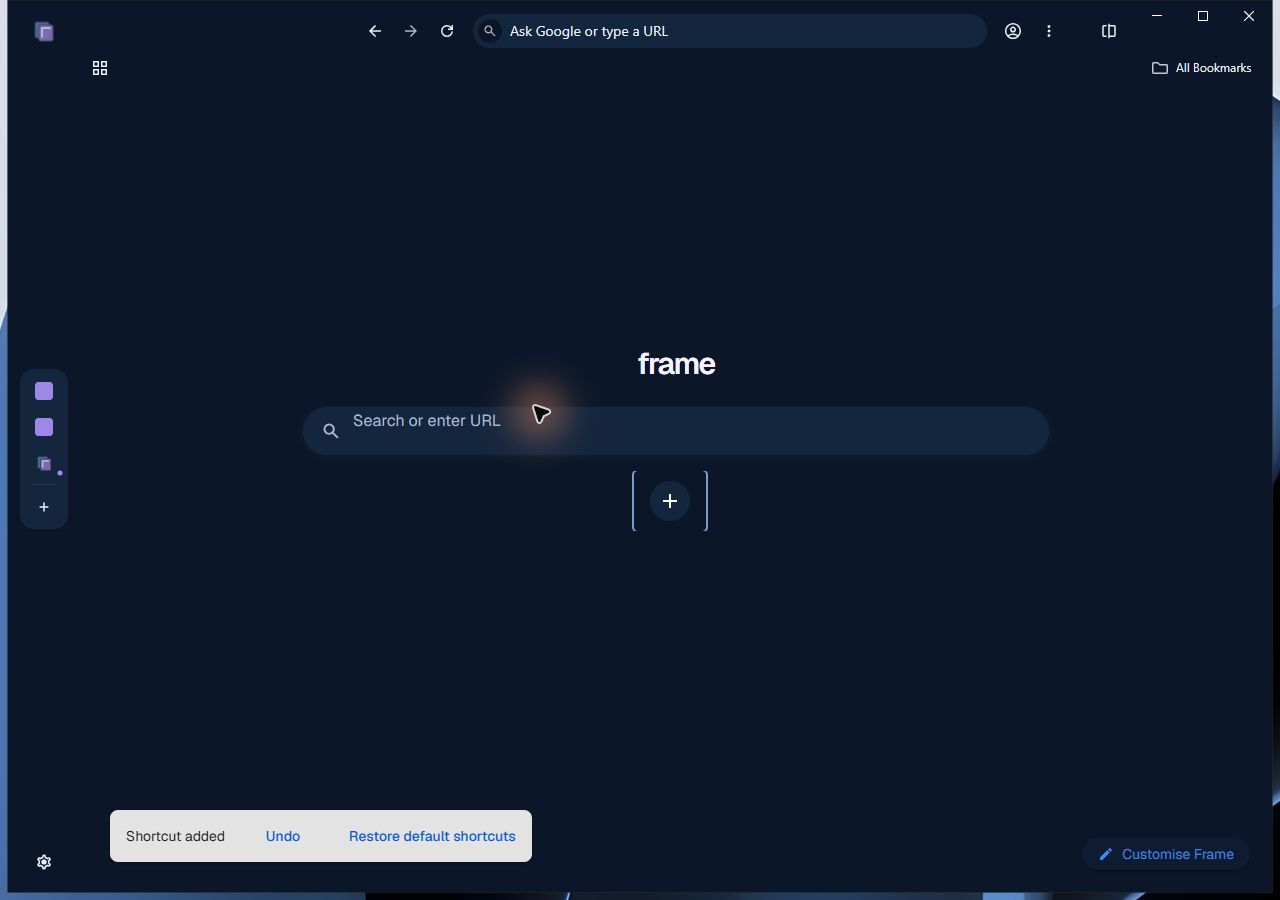 Ask Google or type a URL
All Bookmarks
frame
Search or enter URL
Shortcut added Undo Restore default shortcuts
Customise Frame